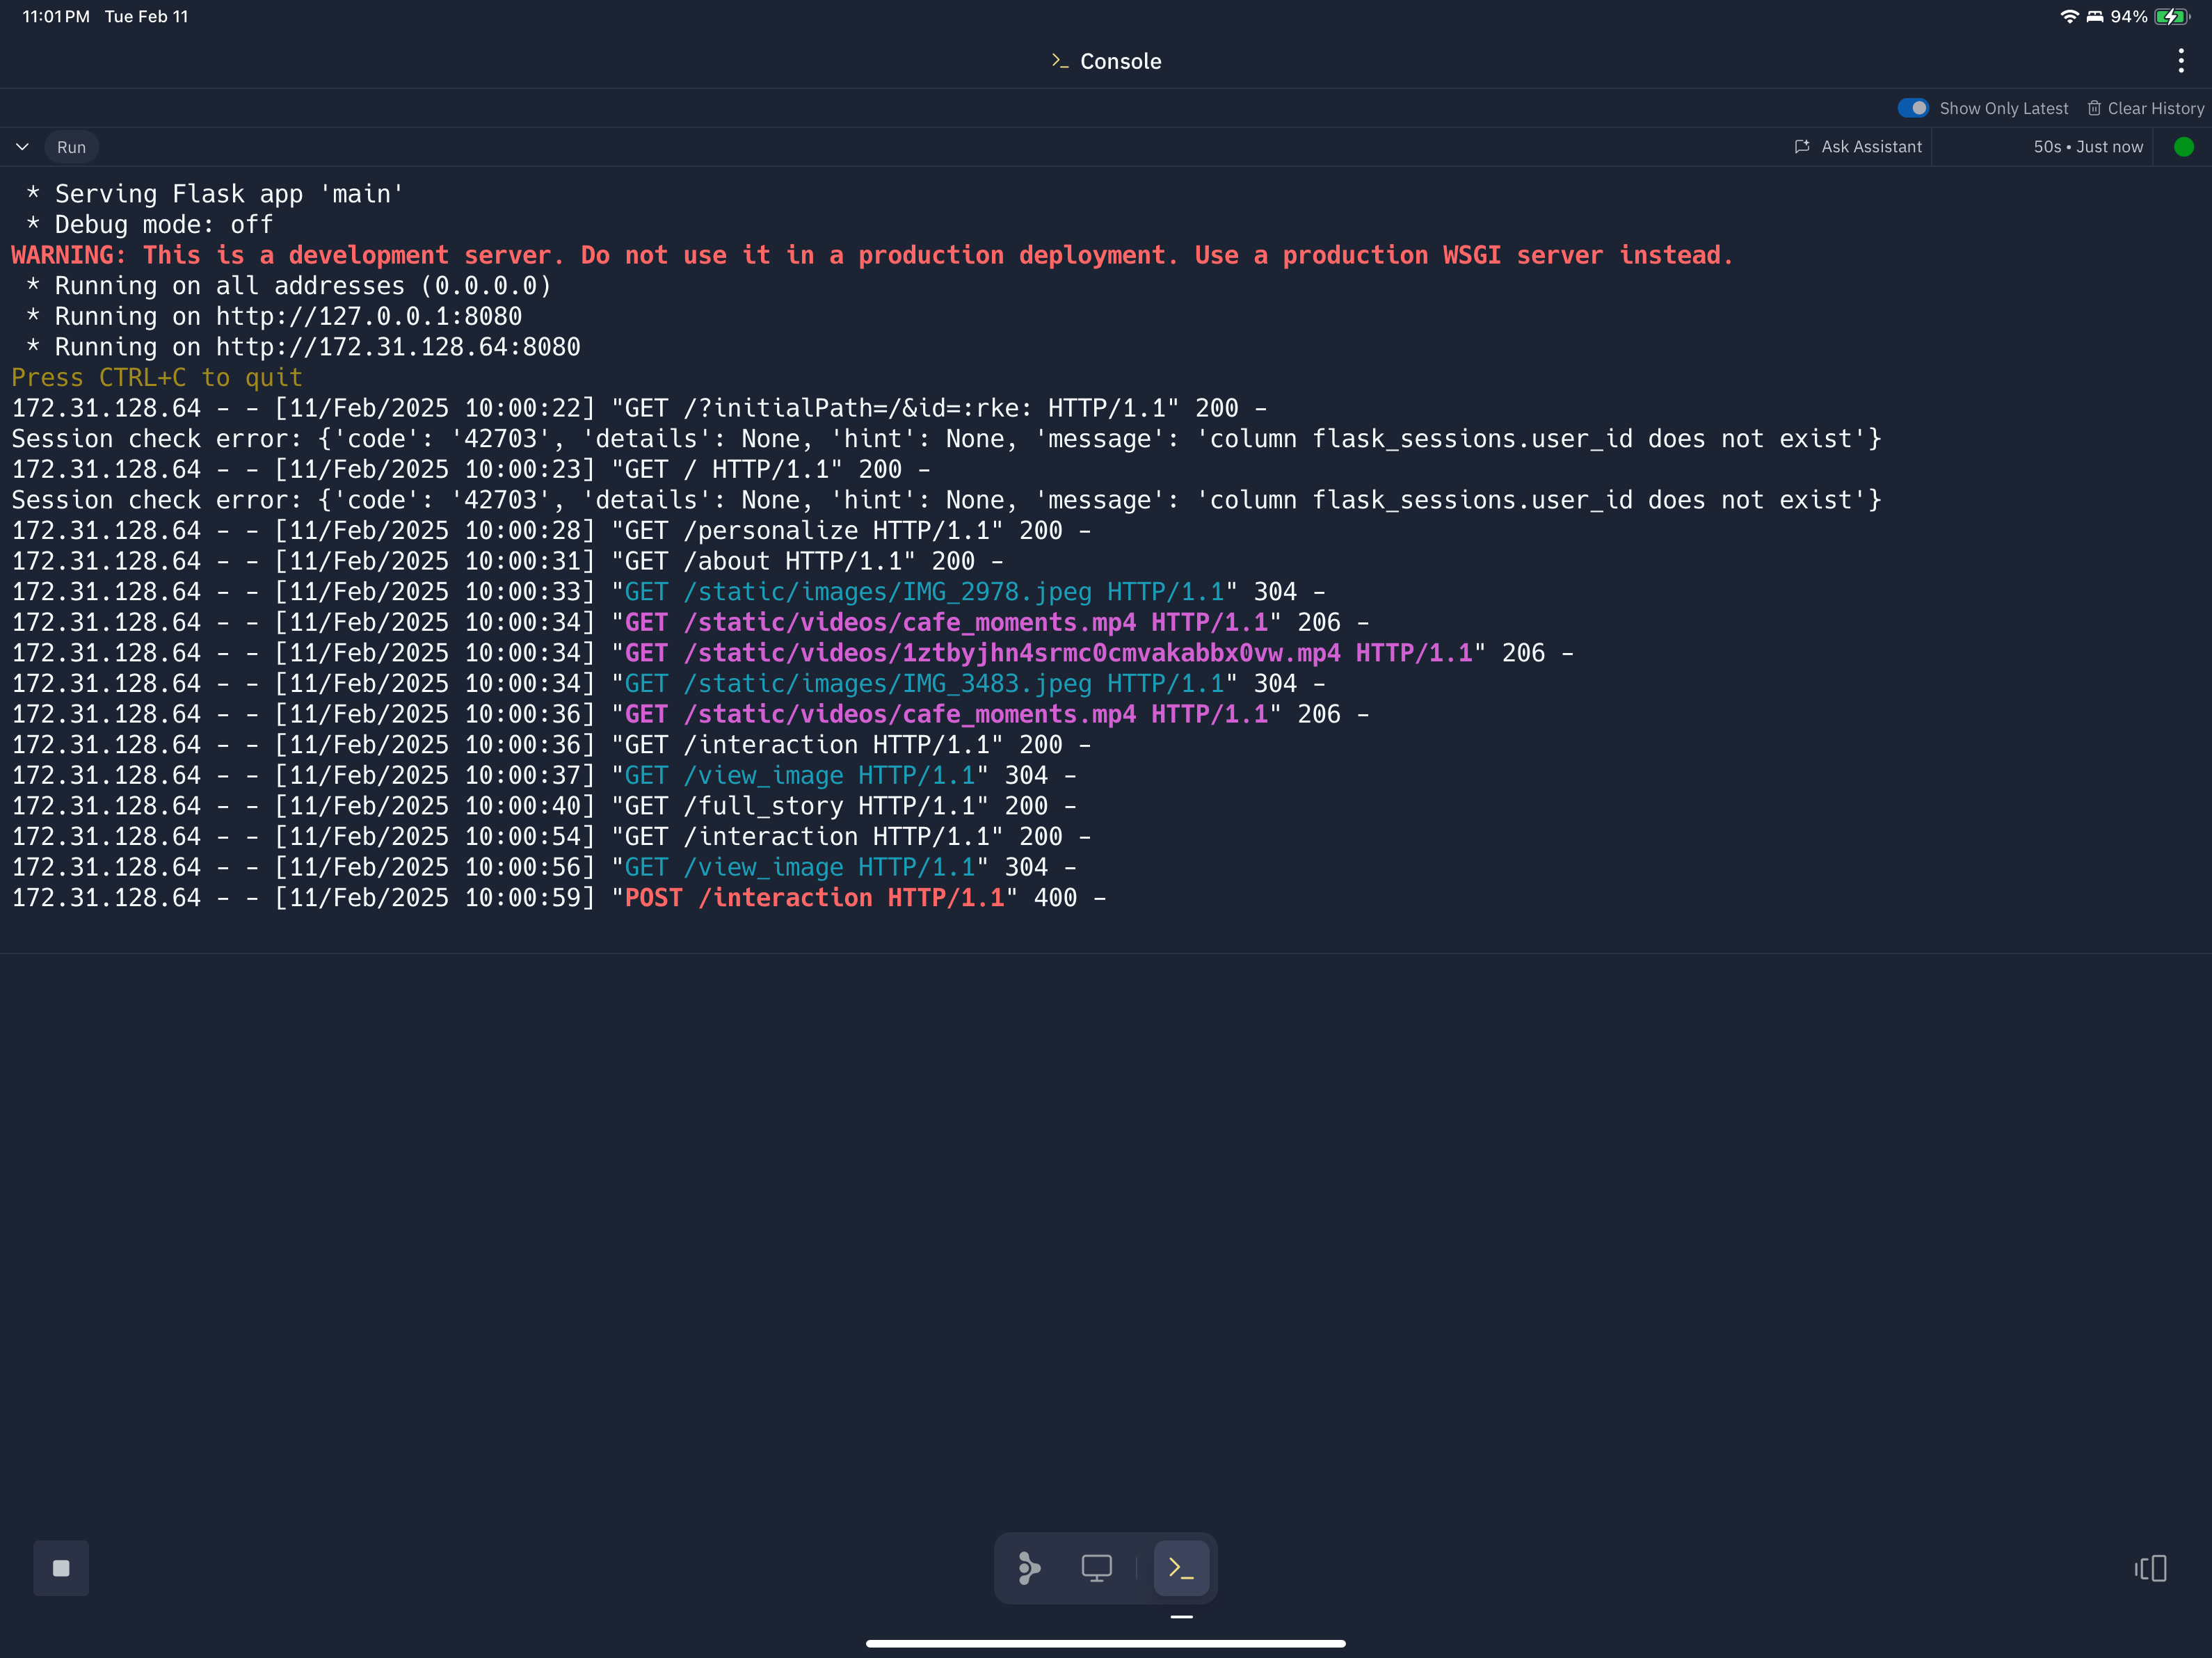 11:01 PM Tue Feb 11
94%
>_ Console
Show Only Latest Clear History
Run Ask Assistant 50s • Just now
 * Serving Flask app 'main'
 * Debug mode: off
WARNING: This is a development server. Do not use it in a production deployment. Use a production WSGI server instead.
 * Running on all addresses (0.0.0.0)
 * Running on http://127.0.0.1:8080
 * Running on http://172.31.128.64:8080
Press CTRL+C to quit
172.31.128.64 - - [11/Feb/2025 10:00:22] "GET /?initialPath=/&id=:rke: HTTP/1.1" 200 -
Session check error: {'code': '42703', 'details': None, 'hint': None, 'message': 'column flask_sessions.user_id does not exist'}
172.31.128.64 - - [11/Feb/2025 10:00:23] "GET / HTTP/1.1" 200 -
Session check error: {'code': '42703', 'details': None, 'hint': None, 'message': 'column flask_sessions.user_id does not exist'}
172.31.128.64 - - [11/Feb/2025 10:00:28] "GET /personalize HTTP/1.1" 200 -
172.31.128.64 - - [11/Feb/2025 10:00:31] "GET /about HTTP/1.1" 200 -
172.31.128.64 - - [11/Feb/2025 10:00:33] "GET /static/images/IMG_2978.jpeg HTTP/1.1" 304 -
172.31.128.64 - - [11/Feb/2025 10:00:34] "GET /static/videos/cafe_moments.mp4 HTTP/1.1" 206 -
172.31.128.64 - - [11/Feb/2025 10:00:34] "GET /static/videos/1ztbyjhn4srmc0cmvakabbx0vw.mp4 HTTP/1.1" 206 -
172.31.128.64 - - [11/Feb/2025 10:00:34] "GET /static/images/IMG_3483.jpeg HTTP/1.1" 304 -
172.31.128.64 - - [11/Feb/2025 10:00:36] "GET /static/videos/cafe_moments.mp4 HTTP/1.1" 206 -
172.31.128.64 - - [11/Feb/2025 10:00:36] "GET /interaction HTTP/1.1" 200 -
172.31.128.64 - - [11/Feb/2025 10:00:37] "GET /view_image HTTP/1.1" 304 -
172.31.128.64 - - [11/Feb/2025 10:00:40] "GET /full_story HTTP/1.1" 200 -
172.31.128.64 - - [11/Feb/2025 10:00:54] "GET /interaction HTTP/1.1" 200 -
172.31.128.64 - - [11/Feb/2025 10:00:56] "GET /view_image HTTP/1.1" 304 -
172.31.128.64 - - [11/Feb/2025 10:00:59] "POST /interaction HTTP/1.1" 400 -